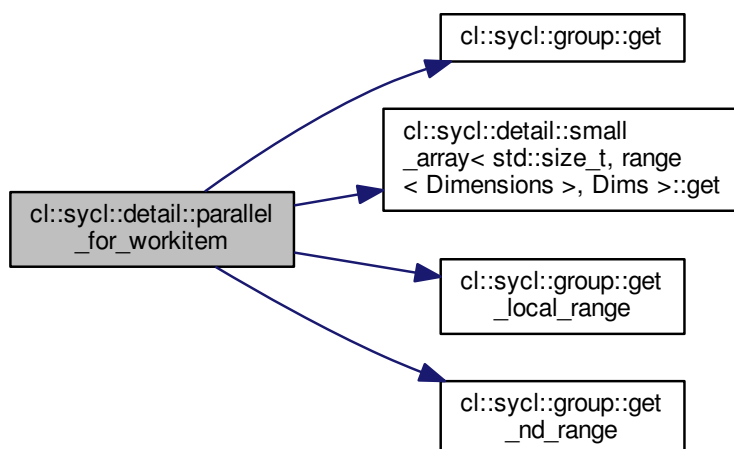 cl::sycl::group::get
cl::sycl::detail::small
_array< std::size_t, range
< Dimensions >, Dims >::get
cl::sycl::detail::parallel
_for_workitem
cl::sycl::group::get
_local_range
cl::sycl::group::get
_nd_range